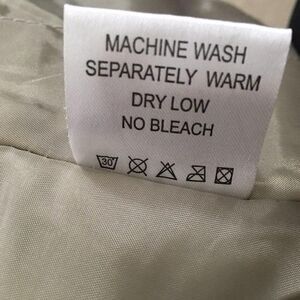 MACHINE WASH
SEPARATELY WARM
DRY LOW
NO BLEACH
30